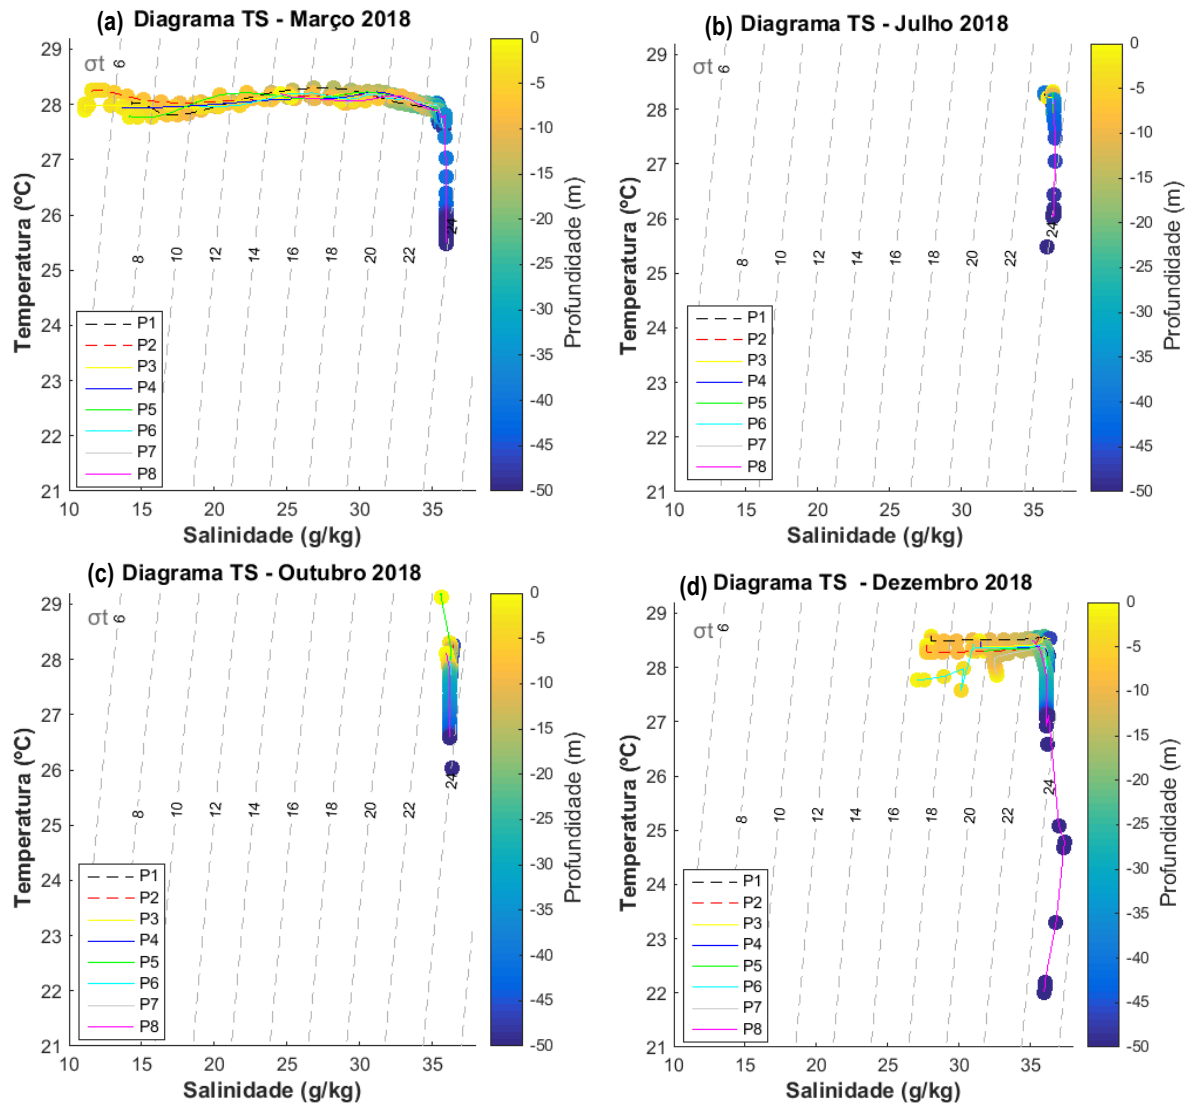 (a) Diagrama TS - Março 2018
σt 6
8 10 12 14 16 18 20 22 24
Temperatura (ºC)
29
28
27
26
25
24
23
22
21
10 15 20 25 30 35
Salinidade (g/kg)
P1
P2
P3
P4
P5
P6
P7
P8
0
-5
-10
-15
-20
-25
-30
-35
-40
-45
-50
Profundidade (m)
(b) Diagrama TS - Julho 2018
σt 6
8 10 12 14 16 18 20 22 24
Temperatura (ºC)
29
28
27
26
25
24
23
22
21
10 15 20 25 30 35
Salinidade (g/kg)
P1
P2
P3
P4
P5
P6
P7
P8
0
-5
-10
-15
-20
-25
-30
-35
-40
-45
-50
Profundidade (m)
(c) Diagrama TS - Outubro 2018
σt 6
8 10 12 14 16 18 20 22 24
Temperatura (ºC)
29
28
27
26
25
24
23
22
21
10 15 20 25 30 35
Salinidade (g/kg)
P1
P2
P3
P4
P5
P6
P7
P8
0
-5
-10
-15
-20
-25
-30
-35
-40
-45
-50
Profundidade (m)
(d) Diagrama TS - Dezembro 2018
σt 6
8 10 12 14 16 18 20 22 24
Temperatura (ºC)
29
28
27
26
25
24
23
22
21
10 15 20 25 30 35
Salinidade (g/kg)
P1
P2
P3
P4
P5
P6
P7
P8
0
-5
-10
-15
-20
-25
-30
-35
-40
-45
-50
Profundidade (m)